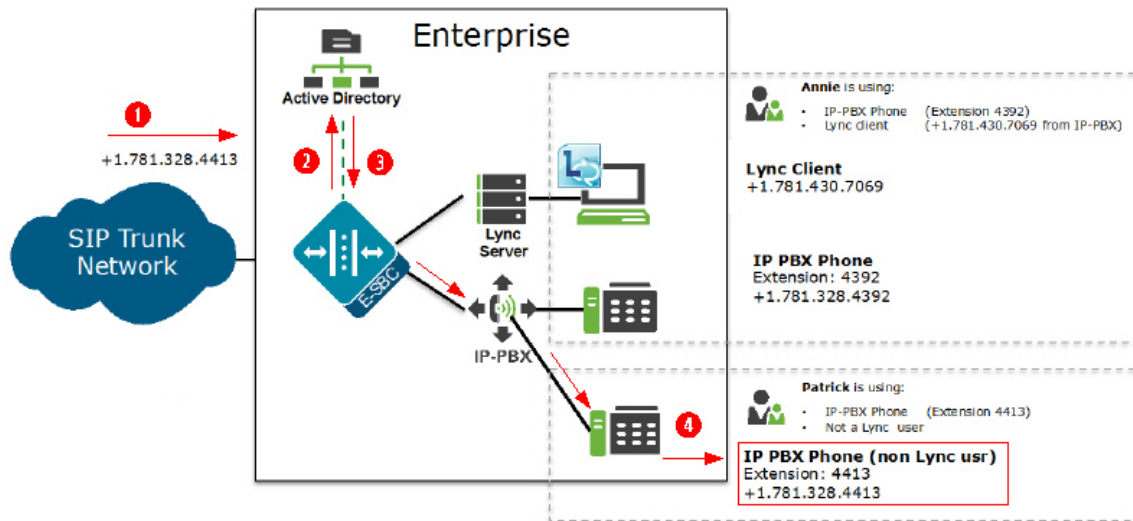 Enterprise
Active Directory
1
+1.781.328.4413
2
3
SIP Trunk
Network
E-SBC
Lync
Server
L
IP-PBX
Annie is using:
• IP-PBX Phone (Extension 4392)
• Lync client (+1.781.430.7069 from IP-PBX)
Lync Client
+1.781.430.7069
IP PBX Phone
Extension: 4392
+1.781.328.4392
Patrick is using:
• IP-PBX Phone (Extension 4413)
• Not a Lync user
4
IP PBX Phone (non Lync usr)
Extension: 4413
+1.781.328.4413